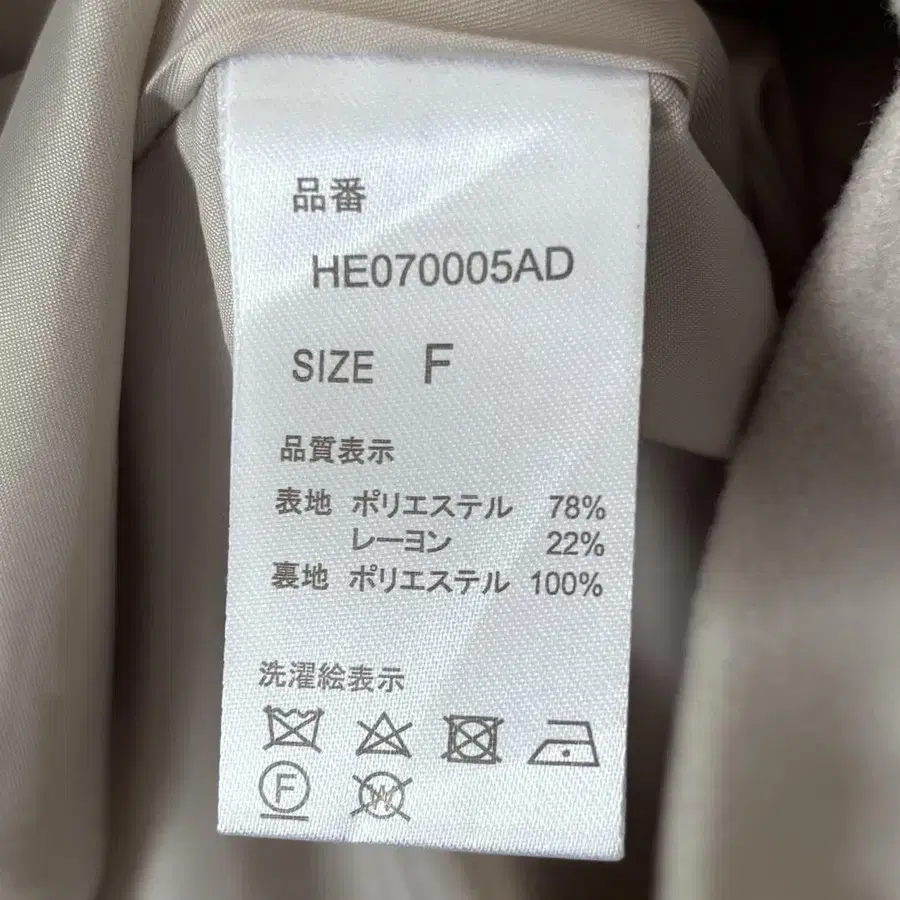 品番
HE070005AD
SIZE F
品質表示
表地 ポリエステル 78%
レーヨン 22%
裏地 ポリエステル 100%
洗濯絵表示
F W